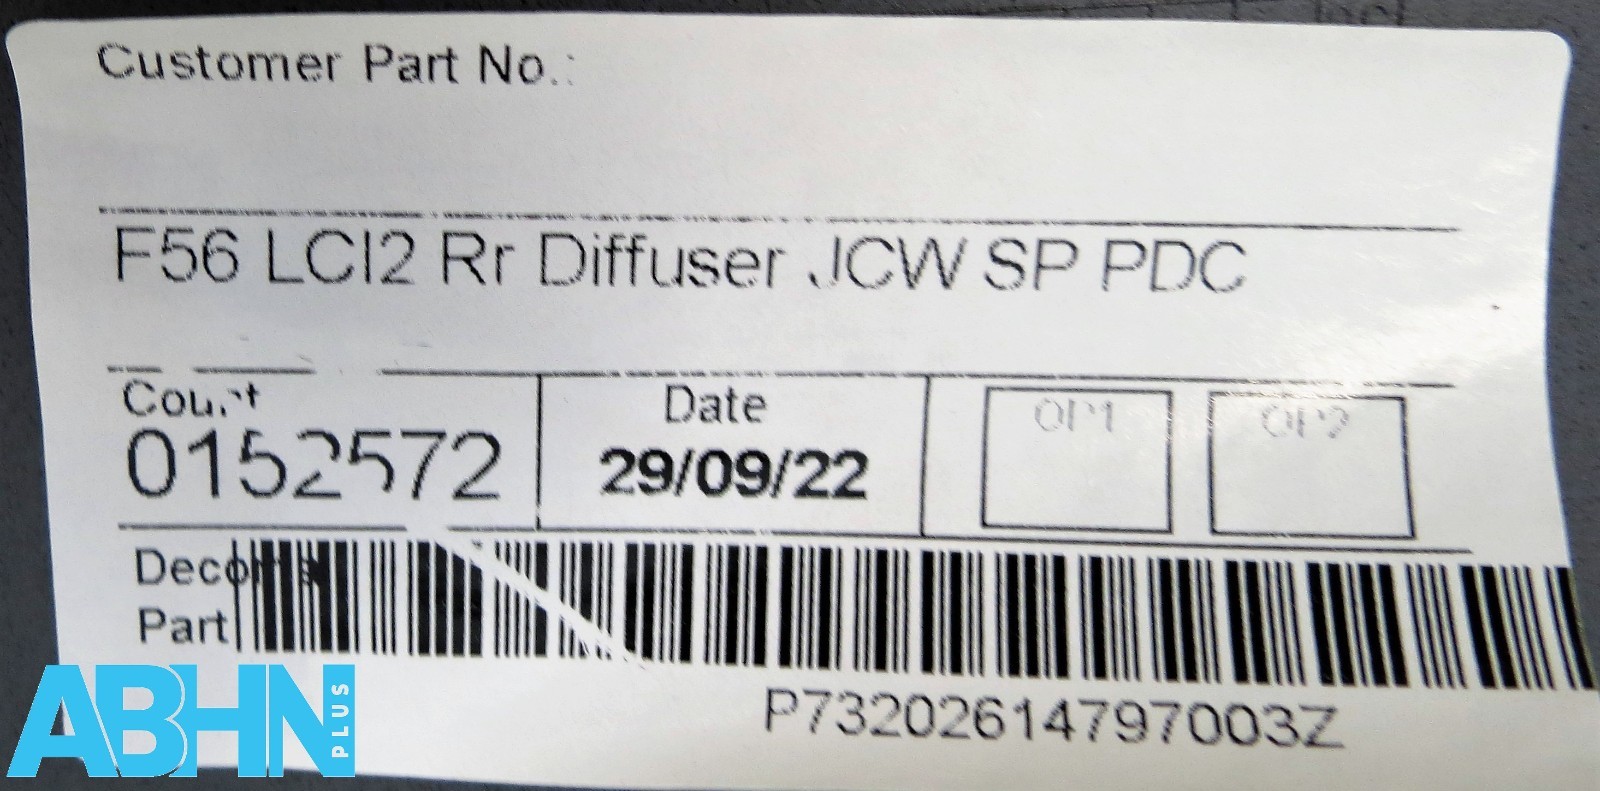 Customer Part No.:
F56 LCI2 Rr Diffuser JCW SP PDC
Count
0152572
Date
29/09/22
OP1
OP2
Decoma
Part
P73202614797003Z
ABHN
PLUS